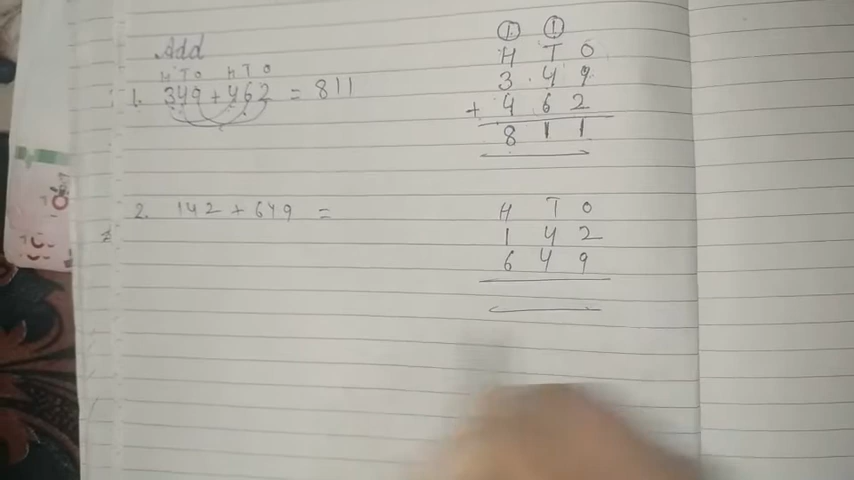 Add
H T O H T O
1. 349 + 462 = 811
1 1
H T O
3 4 9
+ 4 6 2
8 1 1
2. 142 + 649 =
H T O
1 4 2
6 4 9